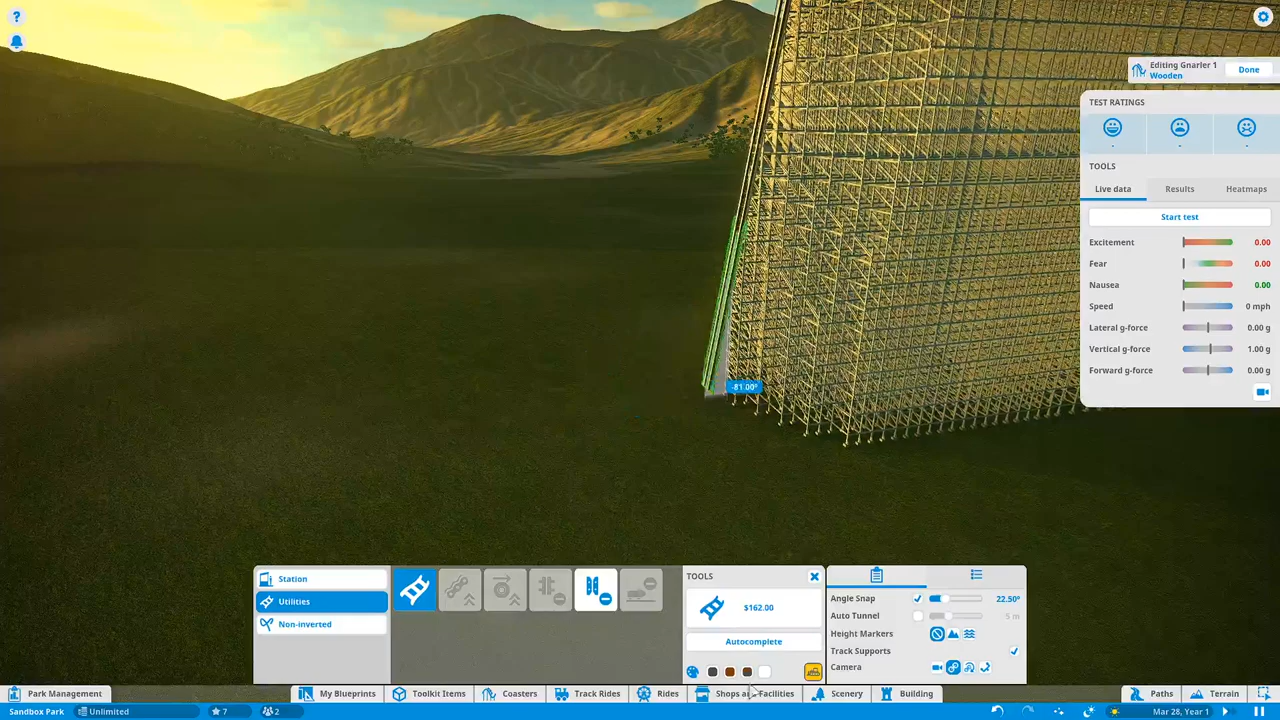 ?
Editing Gnarler 1
Wooden
Done
TEST RATINGS
- - -
TOOLS
Live data Results Heatmaps
Start test
Excitement 0.00
Fear 0.00
Nausea 0.00
Speed 0 mph
Lateral g-force 0.00 g
Vertical g-force 1.00 g
Forward g-force 0.00 g
-81.00°
Station
Utilities
Non-inverted
TOOLS
$162.00
Autocomplete
Angle Snap 22.50°
Auto Tunnel 5 m
Height Markers
Track Supports
Camera
Park Management My Blueprints Toolkit Items Coasters Track Rides Rides Shops and Facilities Scenery Building Paths Terrain
Sandbox Park Unlimited 7 2 Mar 28, Year 1